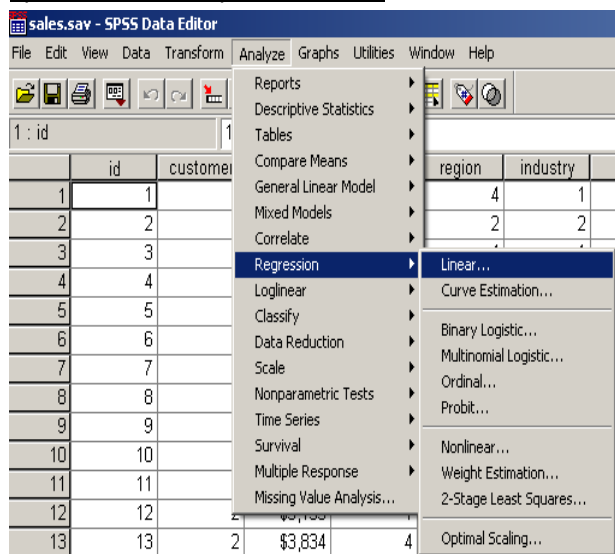 sales.sav - SPSS Data Editor
File Edit View Data Transform Analyze Graphs Utilities Window Help
1 : id 1
id customer region industry
Reports
Descriptive Statistics
Tables
Compare Means
General Linear Model
Mixed Models
Correlate
Regression
Loglinear
Classify
Data Reduction
Scale
Nonparametric Tests
Time Series
Survival
Multiple Response
Missing Value Analysis...
Linear...
Curve Estimation...
Binary Logistic...
Multinomial Logistic...
Ordinal...
Probit...
Nonlinear...
Weight Estimation...
2-Stage Least Squares...
Optimal Scaling...
1 1 4 1
2 2 2 2
3 3
4 4
5 5
6 6
7 7
8 8
9 9
10 10
11 11
12 12
13 13 2 $3,834 4